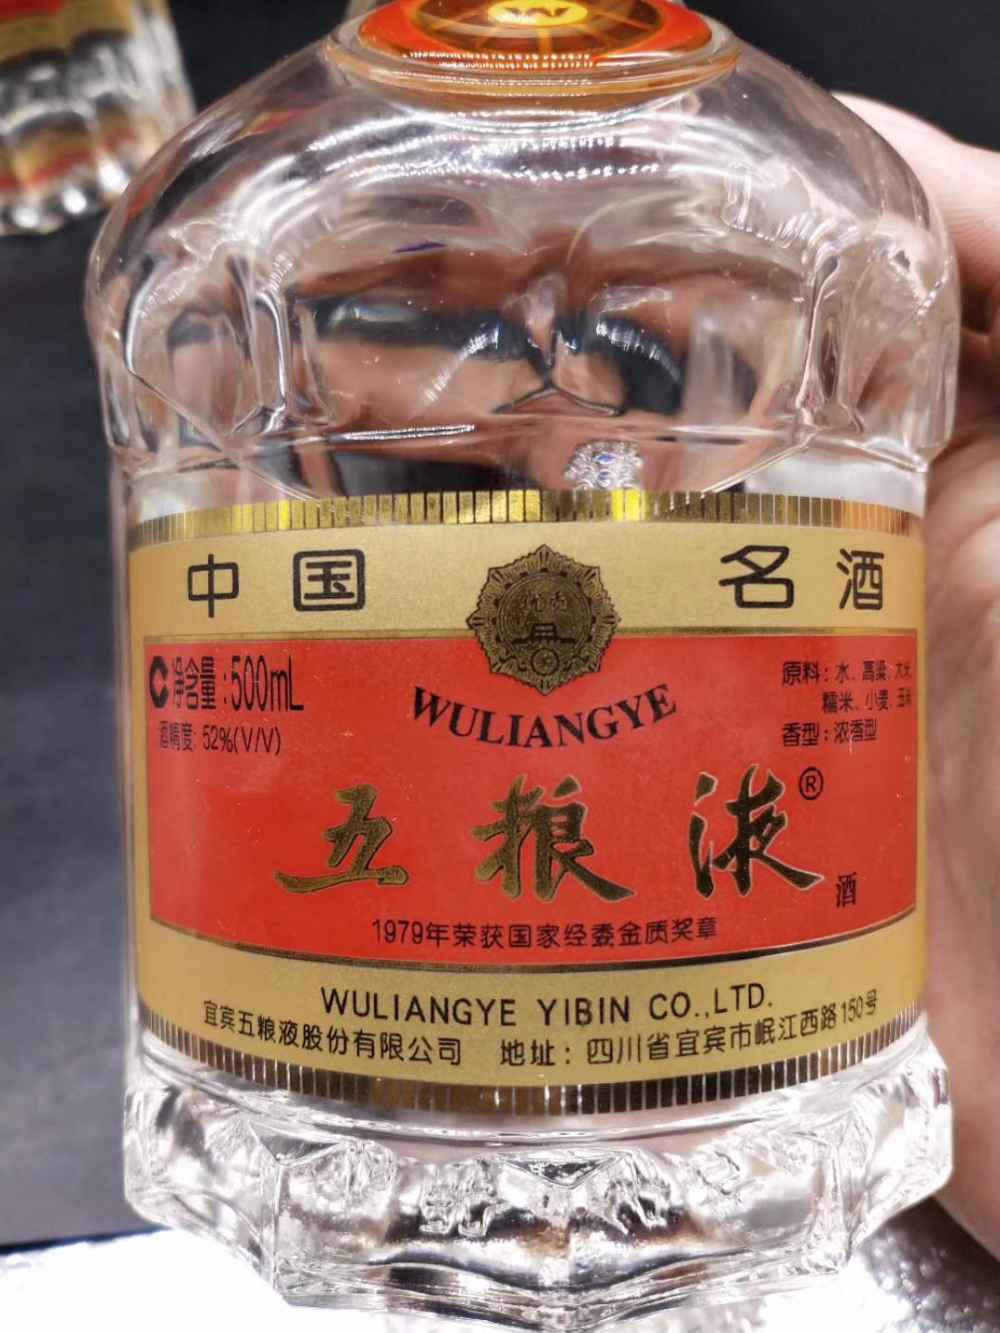 中国 名酒
C净含量:500mL
酒精度: 52%(V/V)
原料:水、高粱、大米
糯米、小麦、玉米
香型:浓香型
WULIANGYE
五粮液®
酒
1979年荣获国家经委金质奖章
WULIANGYE YIBIN CO.,LTD.
宜宾五粮液股份有限公司 地址:四川省宜宾市岷江西路150号